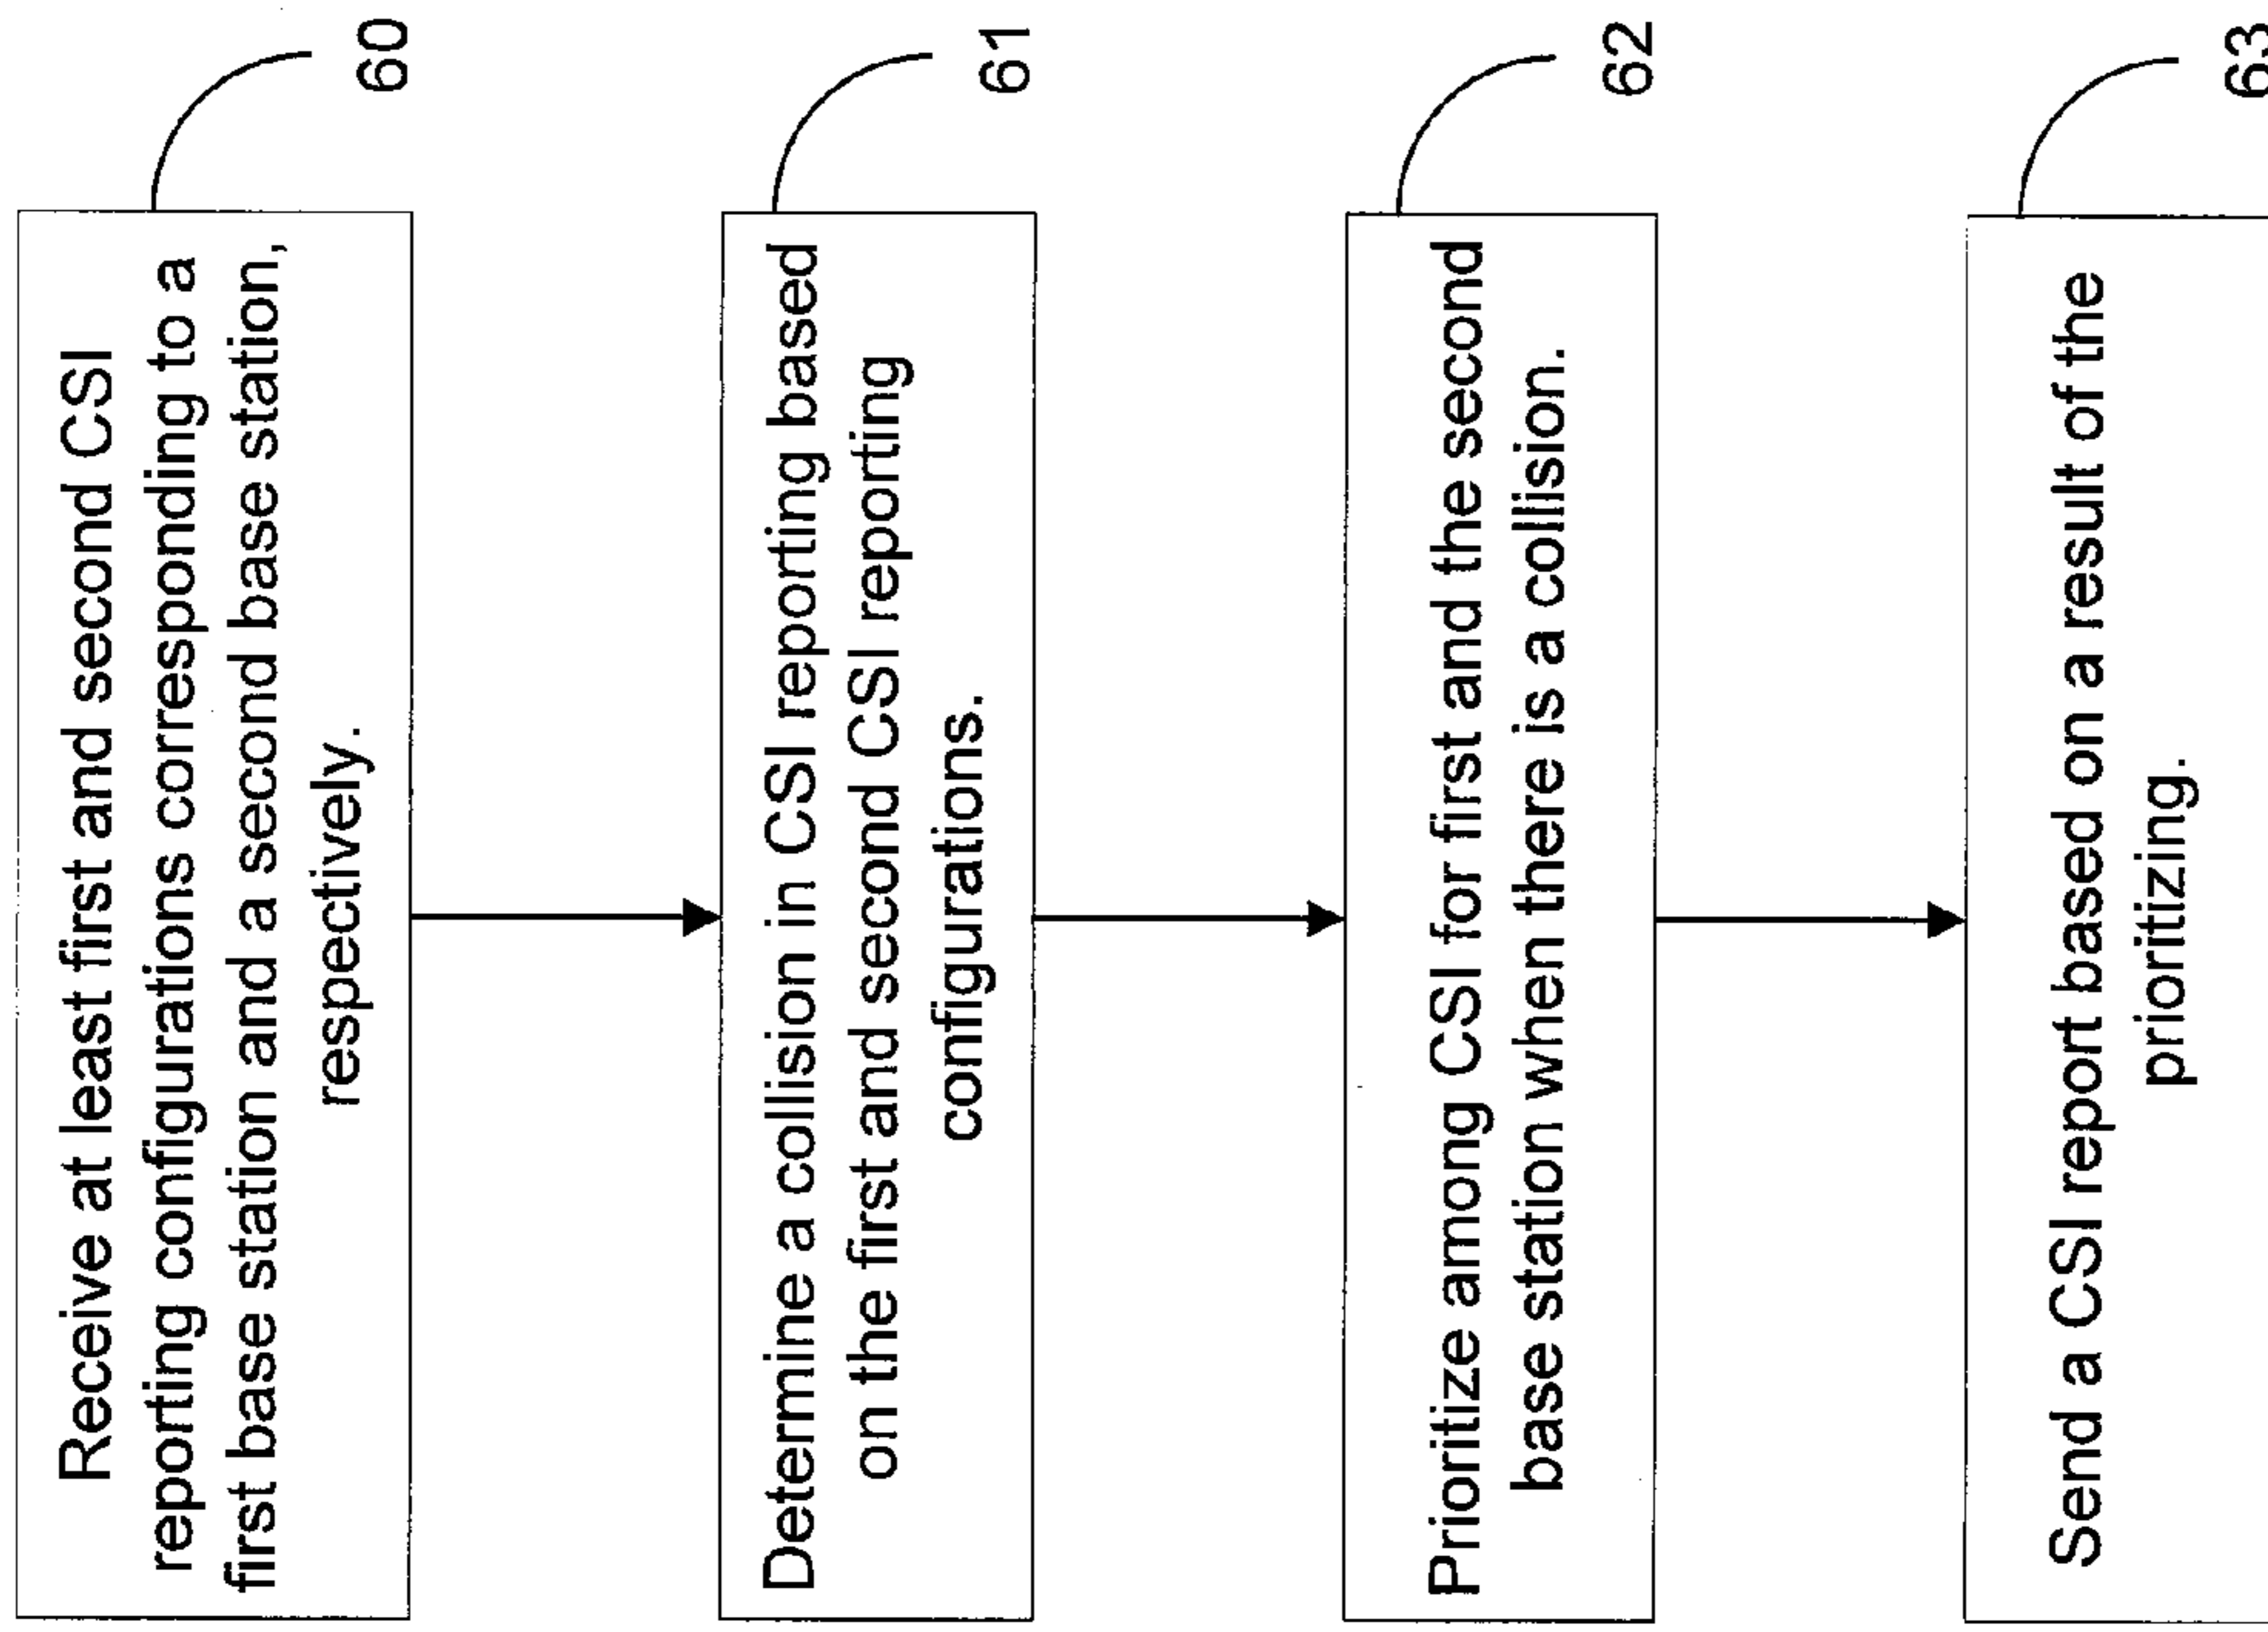 Receive at least first and second CSI
reporting configurations corresponding to a
first base station and a second base station,
respectively.
60
Determine a collision in CSI reporting based
on the first and second CSI reporting
configurations.
61
Prioritize among CSI for first and the second
base station when there is a collision.
62
Send a CSI report based on a result of the
prioritizing.
63